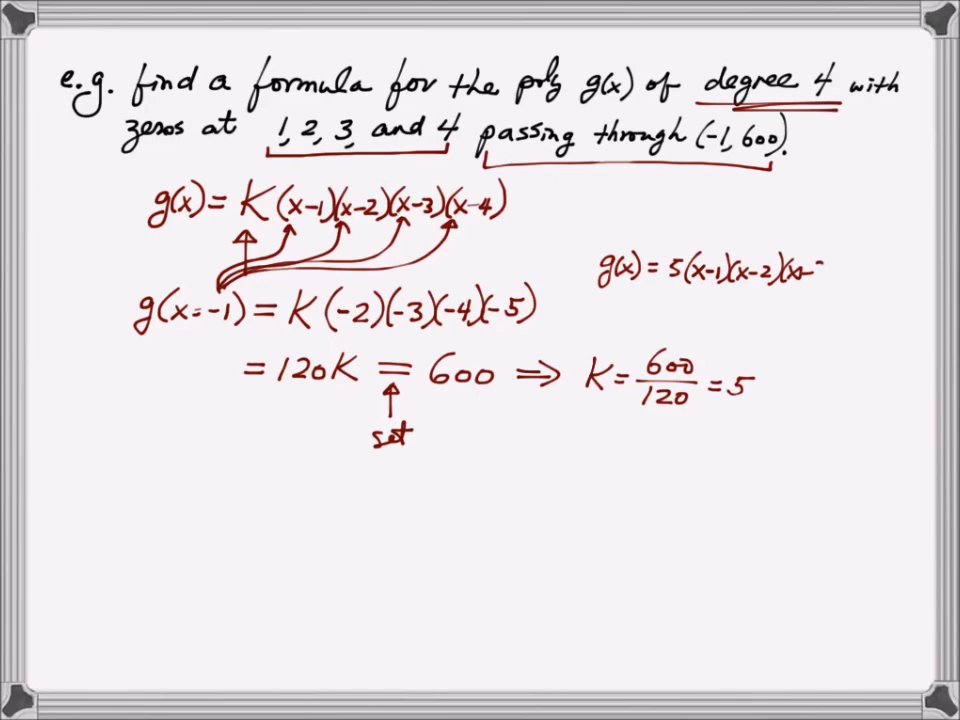 e.g. find a formula for the poly g(x) of degree 4 with
zeros at 1, 2, 3, and 4 passing through (-1, 600).
g(x) = K(x-1)(x-2)(x-3)(x-4)
g(x) = 5(x-1)(x-2)(x-
g(x=-1) = K(-2)(-3)(-4)(-5)
= 120K = 600 ⇒ K = 600/120 = 5
set